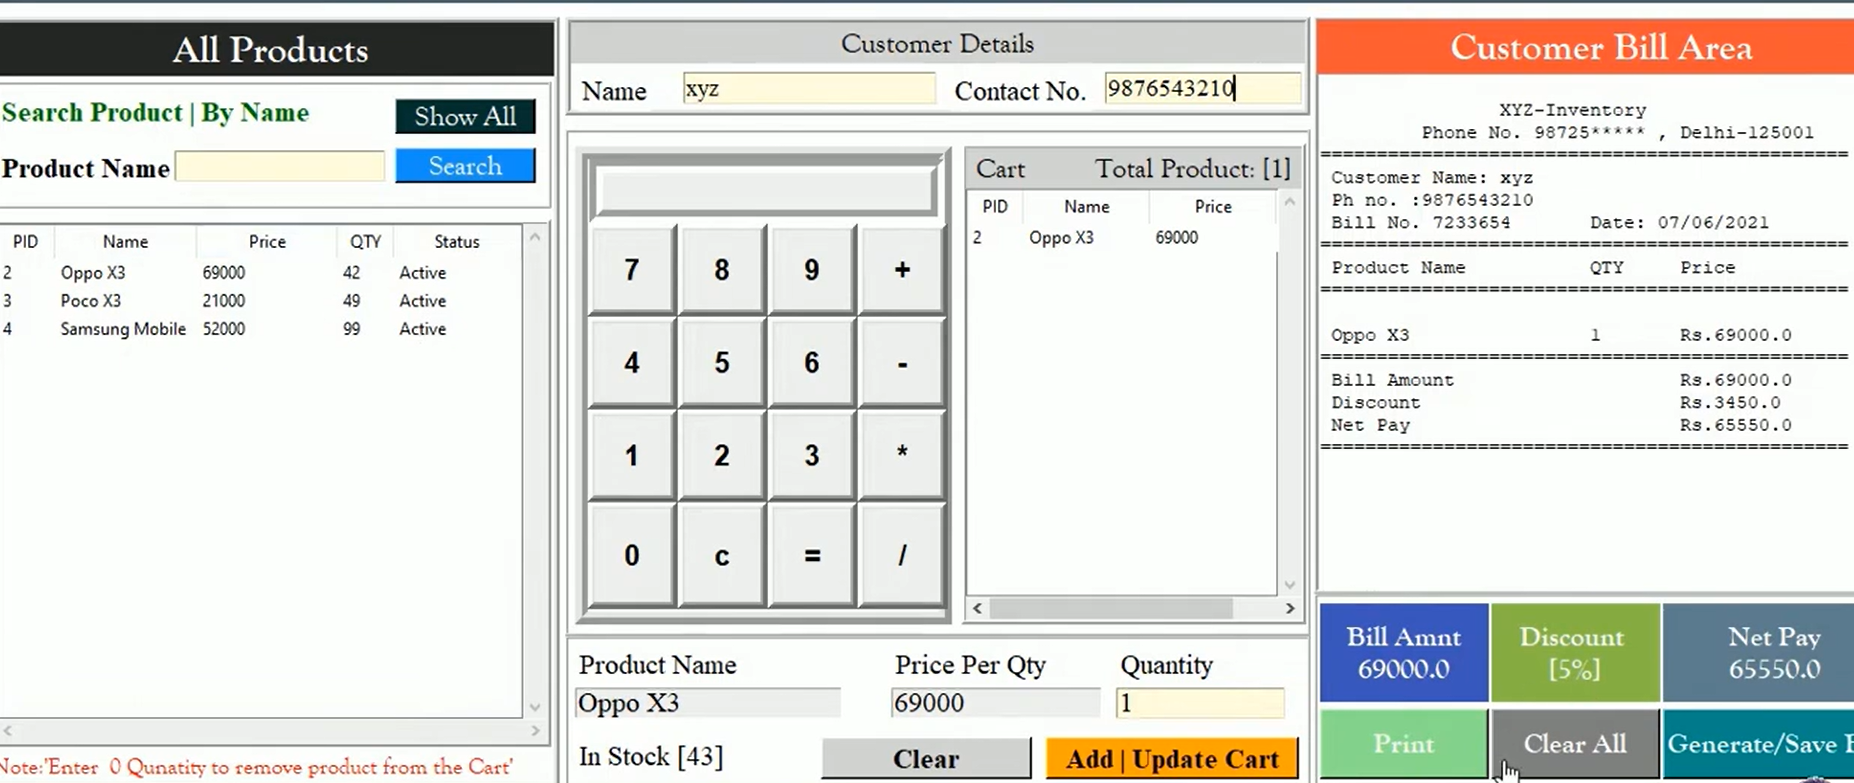 All Products
Search Product | By Name
Show All
Product Name
Search
PID Name Price QTY Status
2 Oppo X3 69000 42 Active
3 Poco X3 21000 49 Active
4 Samsung Mobile 52000 99 Active
Note:'Enter 0 Qunatity to remove product from the Cart'
Customer Details
Name xyz Contact No. 9876543210
7 8 9 +
4 5 6 -
1 2 3 *
0 c = /
Cart Total Product: [1]
PID Name Price
2 Oppo X3 69000
Product Name Price Per Qty Quantity
Oppo X3 69000 1
In Stock [43] Clear Add | Update Cart
Customer Bill Area
XYZ-Inventory
Phone No. 98725***** , Delhi-125001
===============================================
Customer Name: xyz
Ph no. :9876543210
Bill No. 7233654 Date: 07/06/2021
===============================================
Product Name QTY Price
===============================================
Oppo X3 1 Rs.69000.0
===============================================
Bill Amount Rs.69000.0
Discount Rs.3450.0
Net Pay Rs.65550.0
===============================================
Bill Amnt
69000.0
Discount
[5%]
Net Pay
65550.0
Print Clear All Generate/Save